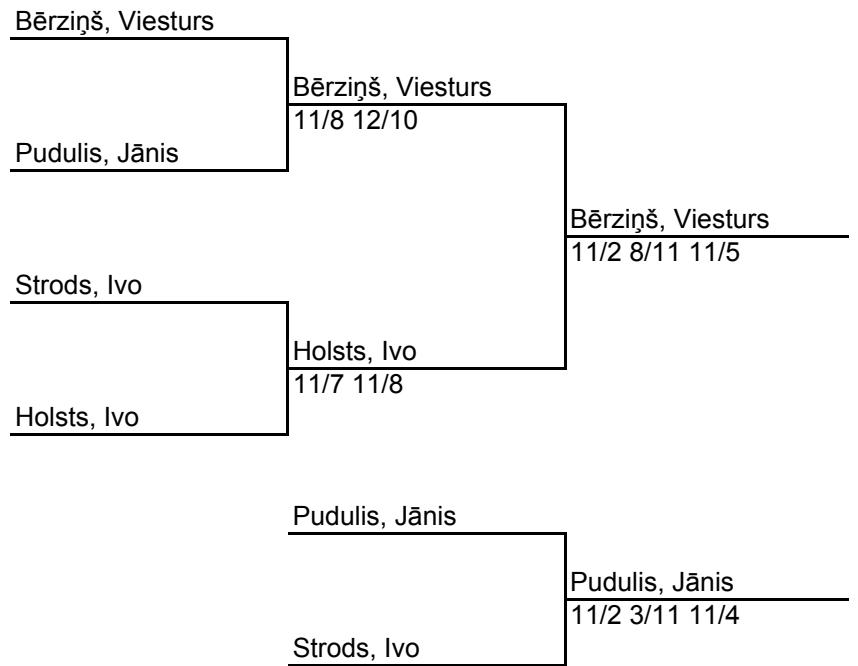 Bērziņš, Viesturs
Bērziņš, Viesturs
11/8 12/10
Pudulis, Jānis
Bērziņš, Viesturs
11/2 8/11 11/5
Strods, Ivo
Holsts, Ivo
11/7 11/8
Holsts, Ivo
Pudulis, Jānis
Pudulis, Jānis
11/2 3/11 11/4
Strods, Ivo